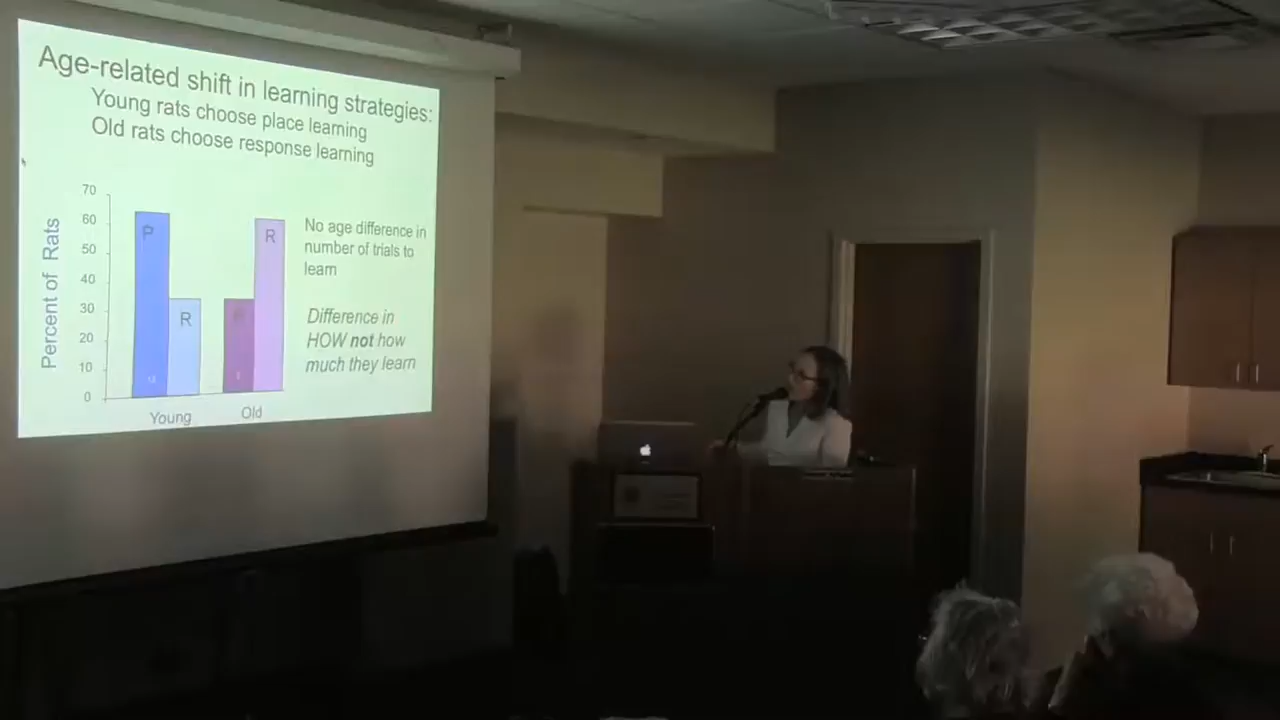 Age-related shift in learning strategies:
Young rats choose place learning
Old rats choose response learning
70
60
50
40
30
20
10
0
Percent of Rats
P
R
R
Young
Old
No age difference in
number of trials to
learn
Difference in
HOW not how
much they learn